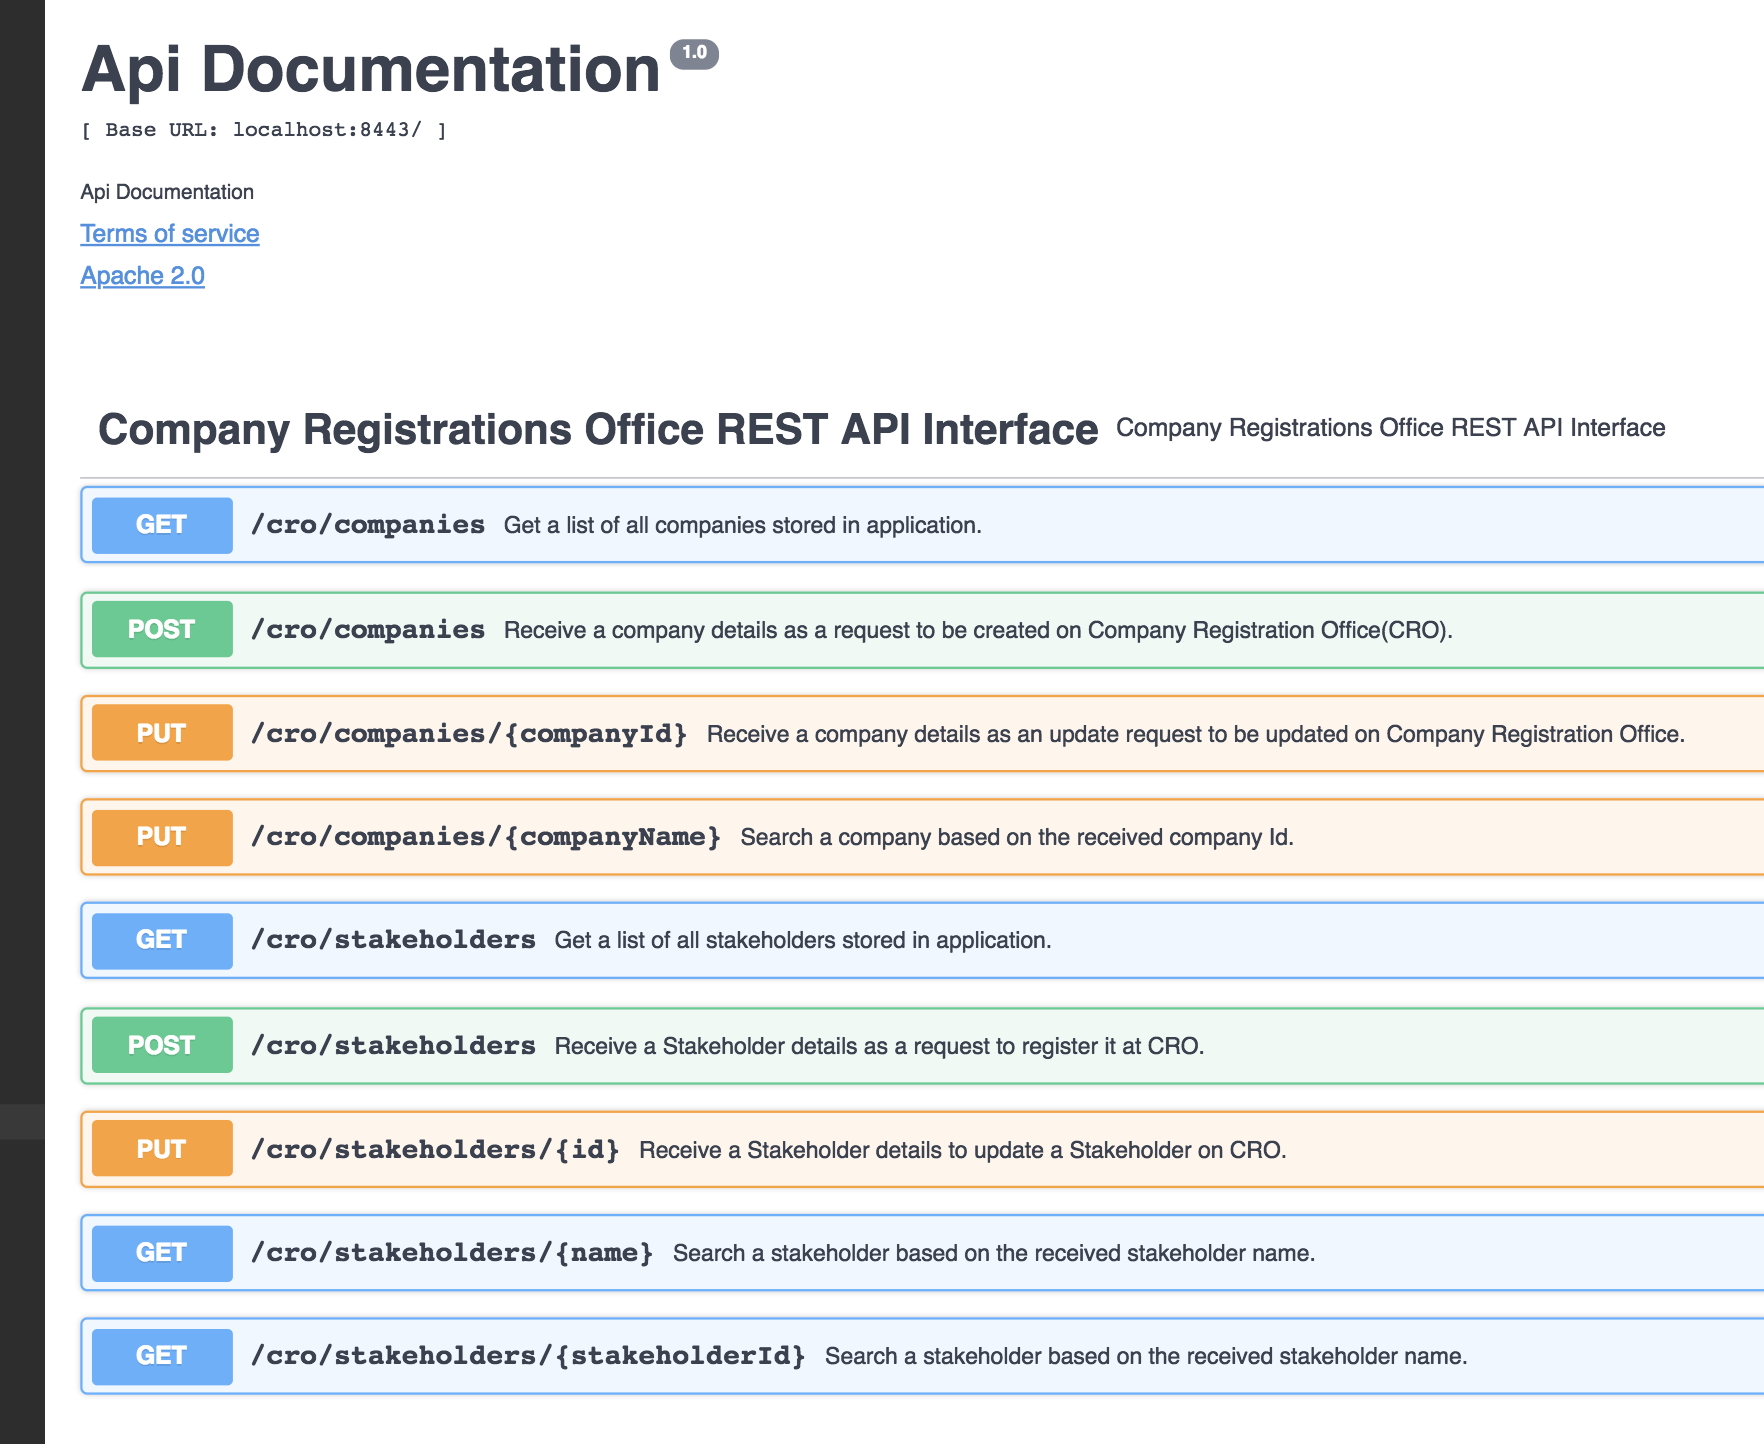 Api Documentation 1.0
[ Base URL: localhost:8443/ ]
Api Documentation
Terms of service
Apache 2.0
Company Registrations Office REST API Interface Company Registrations Office REST API Interface
GET /cro/companies Get a list of all companies stored in application.
POST /cro/companies Receive a company details as a request to be created on Company Registration Office(CRO).
PUT /cro/companies/{companyId} Receive a company details as an update request to be updated on Company Registration Office.
PUT /cro/companies/{companyName} Search a company based on the received company Id.
GET /cro/stakeholders Get a list of all stakeholders stored in application.
POST /cro/stakeholders Receive a Stakeholder details as a request to register it at CRO.
PUT /cro/stakeholders/{id} Receive a Stakeholder details to update a Stakeholder on CRO.
GET /cro/stakeholders/{name} Search a stakeholder based on the received stakeholder name.
GET /cro/stakeholders/{stakeholderId} Search a stakeholder based on the received stakeholder name.